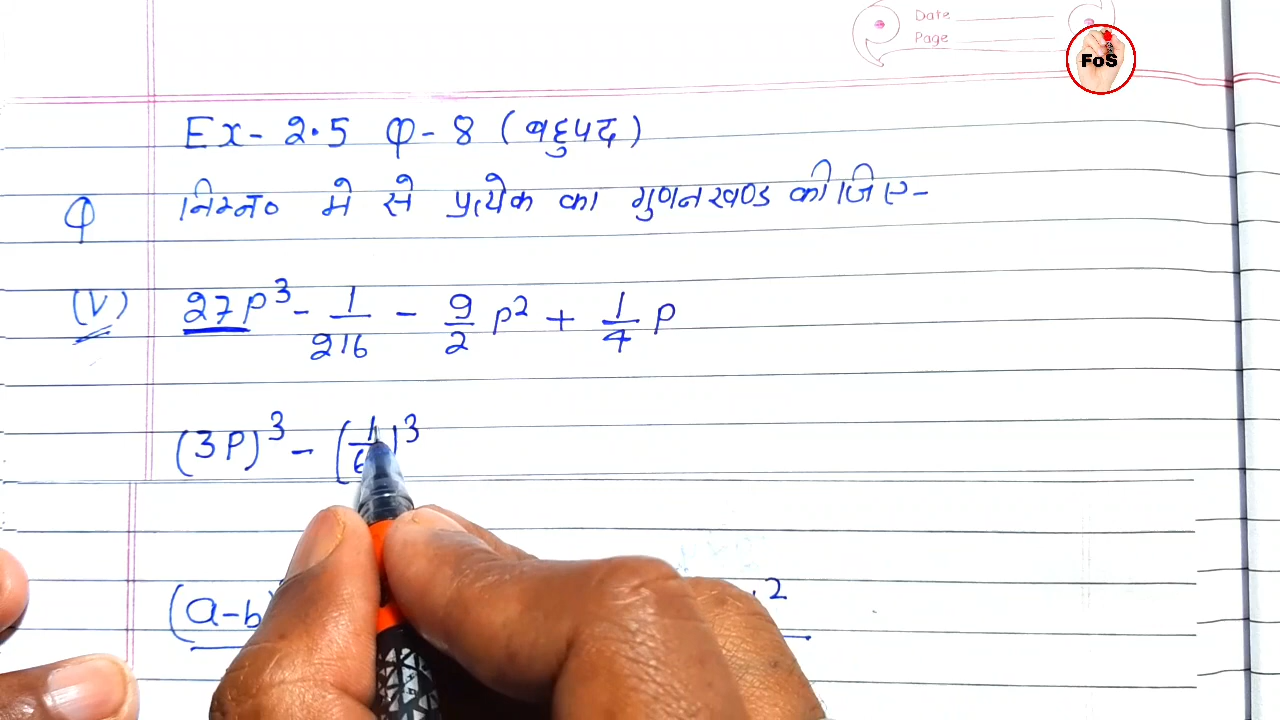 Date
Page
FoS
Ex- 2.5 Q- 8 (बहुपद)
Q निम्न० मे से प्रत्येक का गुणनखण्ड कीजिए-
(V) 27P³ - 1/216 - 9/2 P² + 1/4 P
(3P)³ - (1/6)³
(a-b) ²